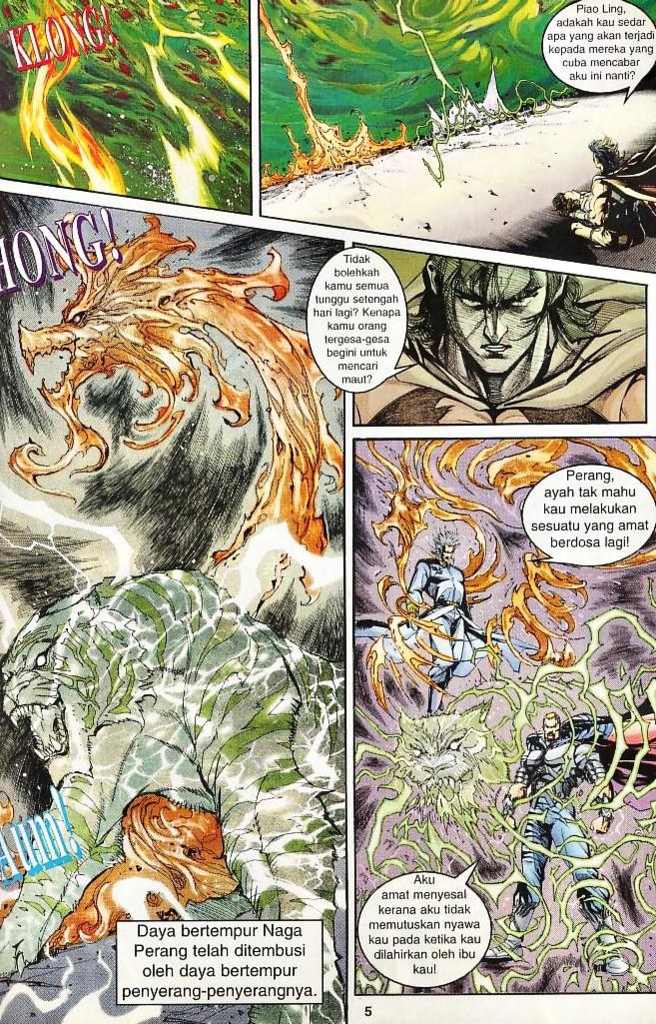 KLONG!
Piao Ling,
adakah kau sedar
apa yang akan terjadi
kepada mereka yang
cuba mencabar
aku ini nanti?
HONG!
Tidak
bolehkah
kamu semua
tunggu setengah
hari lagi? Kenapa
kamu orang
tergesa-gesa
begini untuk
mencari
maut?
Perang,
ayah tak mahu
kau melakukan
sesuatu yang amat
berdosa lagi!
Daya bertempur Naga
Perang telah ditembusi
oleh daya bertempur
penyerang-penyerangnya.
Aku
amat menyesal
kerana aku tidak
memutuskan nyawa
kau pada ketika kau
dilahirkan oleh ibu
kau!
5